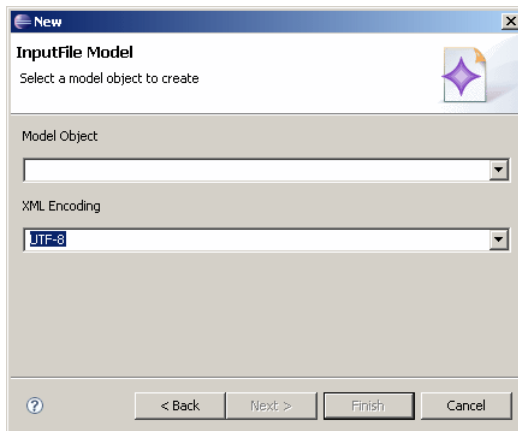 New
InputFile Model
Select a model object to create
Model Object
XML Encoding
UTF-8
< Back Next > Finish Cancel